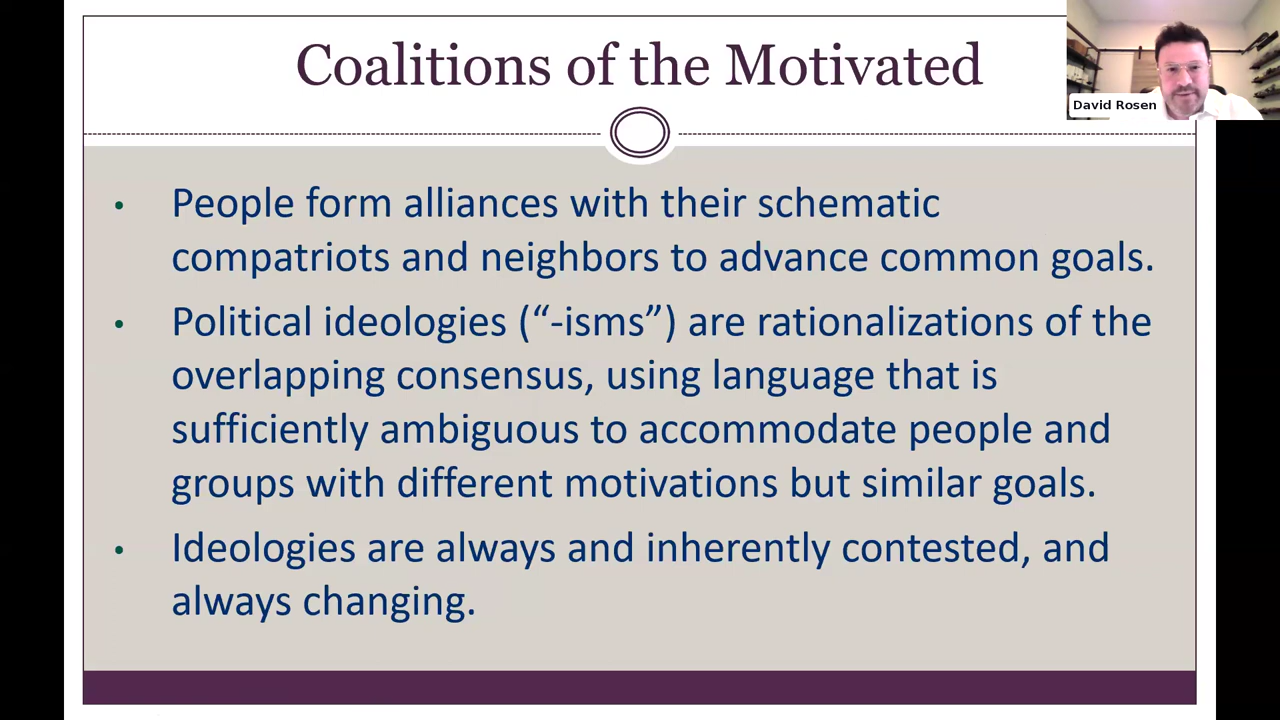 Coalitions of the Motivated
David Rosen
• People form alliances with their schematic
compatriots and neighbors to advance common goals.
• Political ideologies (“-isms”) are rationalizations of the
overlapping consensus, using language that is
sufficiently ambiguous to accommodate people and
groups with different motivations but similar goals.
• Ideologies are always and inherently contested, and
always changing.